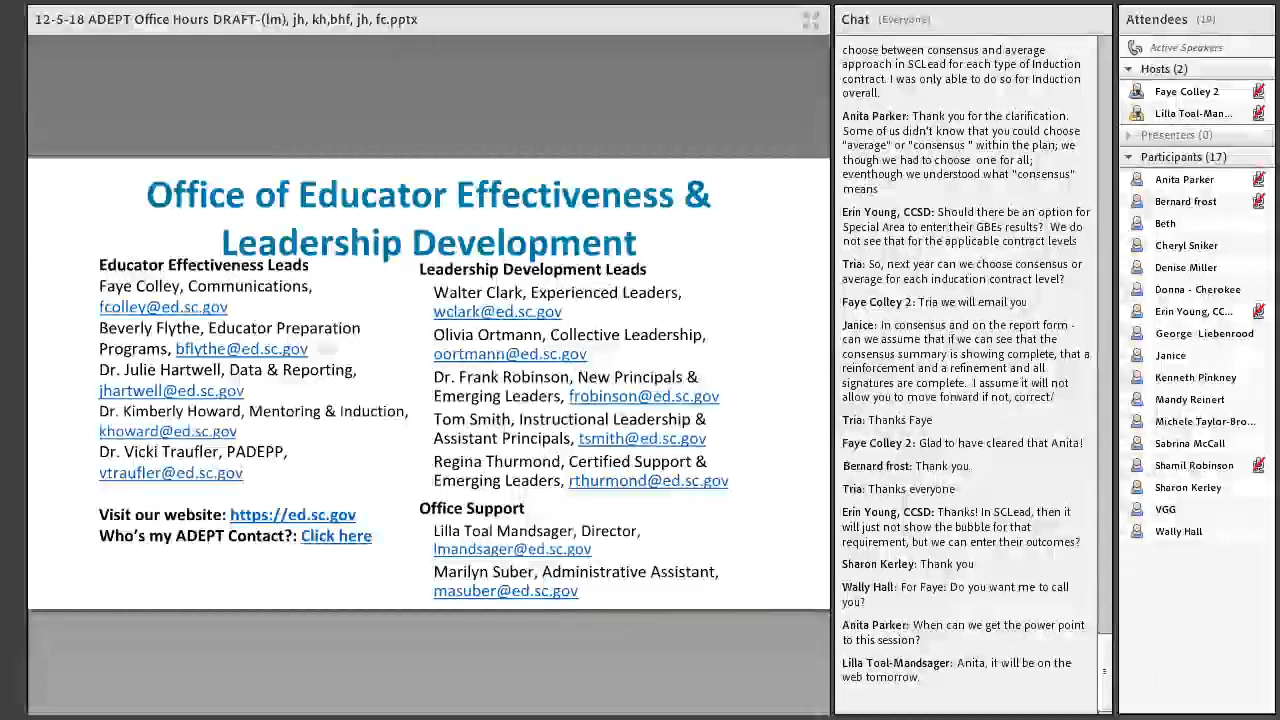 12-5-18 ADEPT Office Hours DRAFT-(lm), jh, kh,bhf, jh, fc.pptx
Office of Educator Effectiveness &
Leadership Development
Educator Effectiveness Leads
Faye Colley, Communications,
fcolley@ed.sc.gov
Beverly Flythe, Educator Preparation
Programs, bflythe@ed.sc.gov
Dr. Julie Hartwell, Data & Reporting,
jhartwell@ed.sc.gov
Dr. Kimberly Howard, Mentoring & Induction,
khoward@ed.sc.gov
Dr. Vicki Traufler, PADEPP,
vtraufler@ed.sc.gov
Visit our website: https://ed.sc.gov
Who's my ADEPT Contact?: Click here
Leadership Development Leads
Walter Clark, Experienced Leaders,
wclark@ed.sc.gov
Olivia Ortmann, Collective Leadership,
oortmann@ed.sc.gov
Dr. Frank Robinson, New Principals &
Emerging Leaders, frobinson@ed.sc.gov
Tom Smith, Instructional Leadership &
Assistant Principals, tsmith@ed.sc.gov
Regina Thurmond, Certified Support &
Emerging Leaders, rthurmond@ed.sc.gov
Office Support
Lilla Toal Mandsager, Director,
lmandsager@ed.sc.gov
Marilyn Suber, Administrative Assistant,
masuber@ed.sc.gov
Chat (Everyone)
choose between consensus and average
approach in SCLead for each type of Induction
contract. I was only able to do so for Induction
overall.
Anita Parker: Thank you for the clarification.
Some of us didn't know that you could choose
"average" or "consensus " within the plan; we
though we had to choose one for all;
eventhough we understood what "consensus"
means
Erin Young, CCSD: Should there be an option for
Special Area to enter their GBEs results? We do
not see that for the applicable contract levels
Tria: So, next year can we choose consensus or
average for each inducation contract level?
Faye Colley 2: Tria we will email you
Janice: In consensus and on the report form -
can we assume that if we can see that the
consensus summary is showing complete, that a
reinforcement and a refinement and all
signatures are complete. I assume it will not
allow you to move forward if not, correct/
Tria: Thanks Faye
Faye Colley 2: Glad to have cleared that Anita!
Bernard frost: Thank you.
Tria: Thanks everyone
Erin Young, CCSD: Thanks! In SCLead, then it
will just not show the bubble for that
requirement, but we can enter their outcomes?
Sharon Kerley: Thank you
Wally Hall: For Faye: Do you want me to call
you?
Anita Parker: When can we get the power point
to this session?
Lilla Toal-Mandsager: Anita, it will be on the
web tomorrow.
Attendees (19)
Active Speakers
Hosts (2)
Faye Colley 2
Lilla Toal-Man...
Presenters (0)
Participants (17)
Anita Parker
Bernard frost
Beth
Cheryl Sniker
Denise Miller
Donna - Cherokee
Erin Young, CC...
George Liebenrood
Janice
Kenneth Pinkney
Mandy Reinert
Michele Taylor-Bro...
Sabrina McCall
Shamil Robinson
Sharon Kerley
VGG
Wally Hall